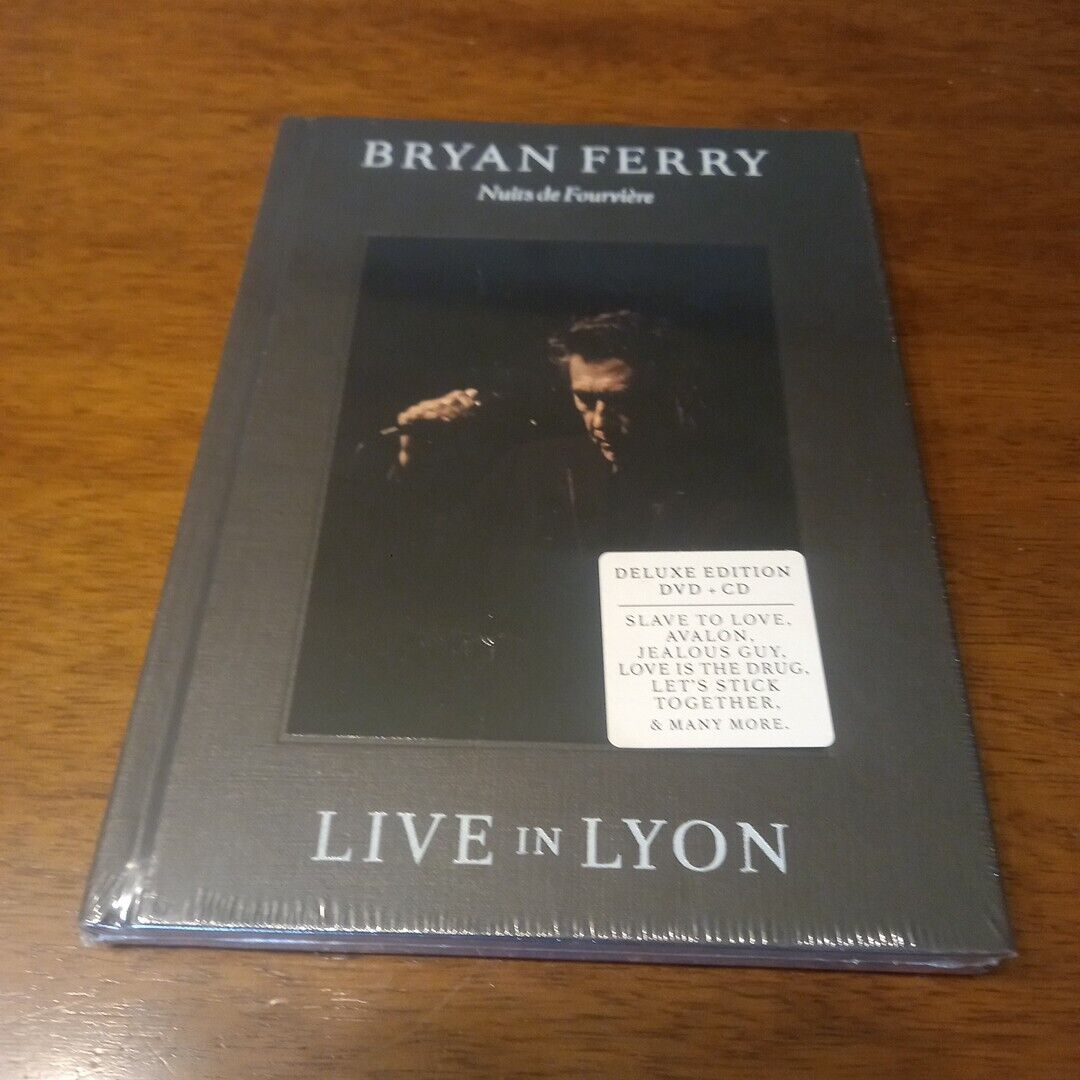 BRYAN FERRY
Nuits de Fourvière
DELUXE EDITION
DVD + CD
SLAVE TO LOVE,
AVALON,
JEALOUS GUY,
LOVE IS THE DRUG,
LET'S STICK
TOGETHER,
& MANY MORE.
LIVE IN LYON